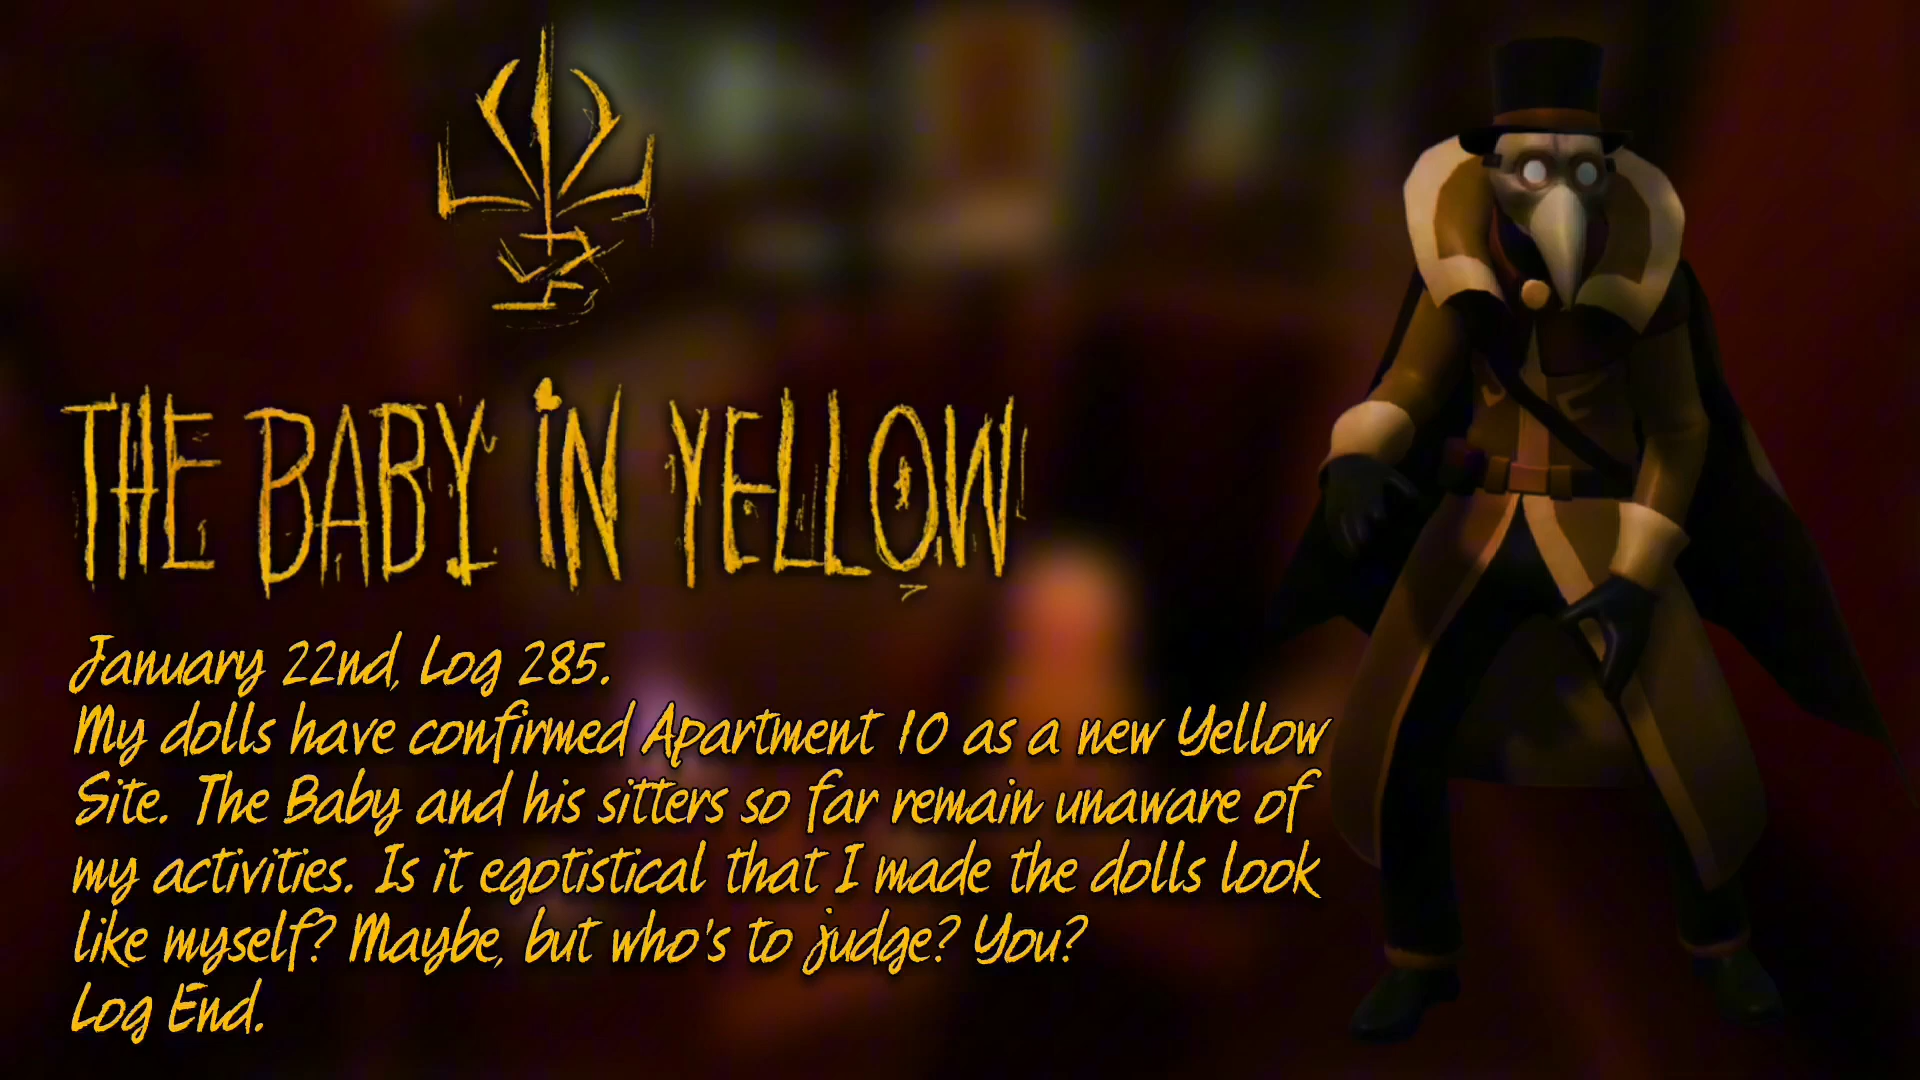 THE BABY IN YELLOW
January 22nd, Log 285.
My dolls have confirmed Apartment 10 as a new Yellow
Site. The Baby and his sitters so far remain unaware of
my activities. Is it egotistical that I made the dolls look
like myself? Maybe, but who's to judge? You?
Log End.